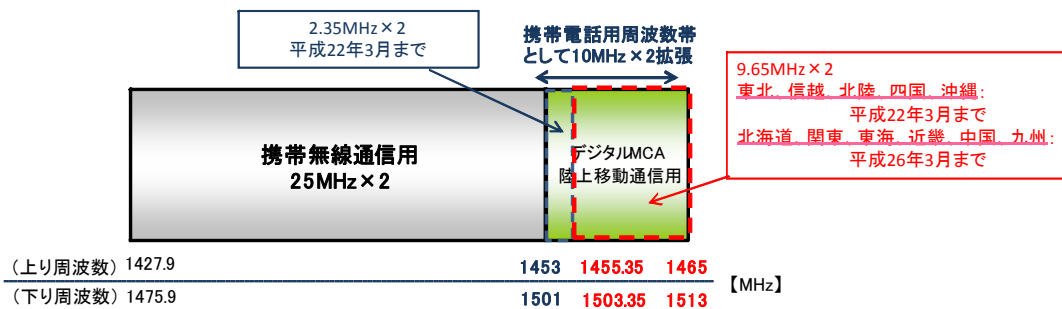 2.35MHz×2
平成22年3月まで
携帯電話用周波数帯
として10MHz×2拡張
9.65MHz×2
東北、信越、北陸、四国、沖縄:
平成22年3月まで
北海道、関東、東海、近畿、中国、九州:
平成26年3月まで
携帯無線通信用
25MHz×2
デジタルMCA
陸上移動通信用
(上り周波数) 1427.9 1453 1455.35 1465
【MHz】
(下り周波数) 1475.9 1501 1503.35 1513